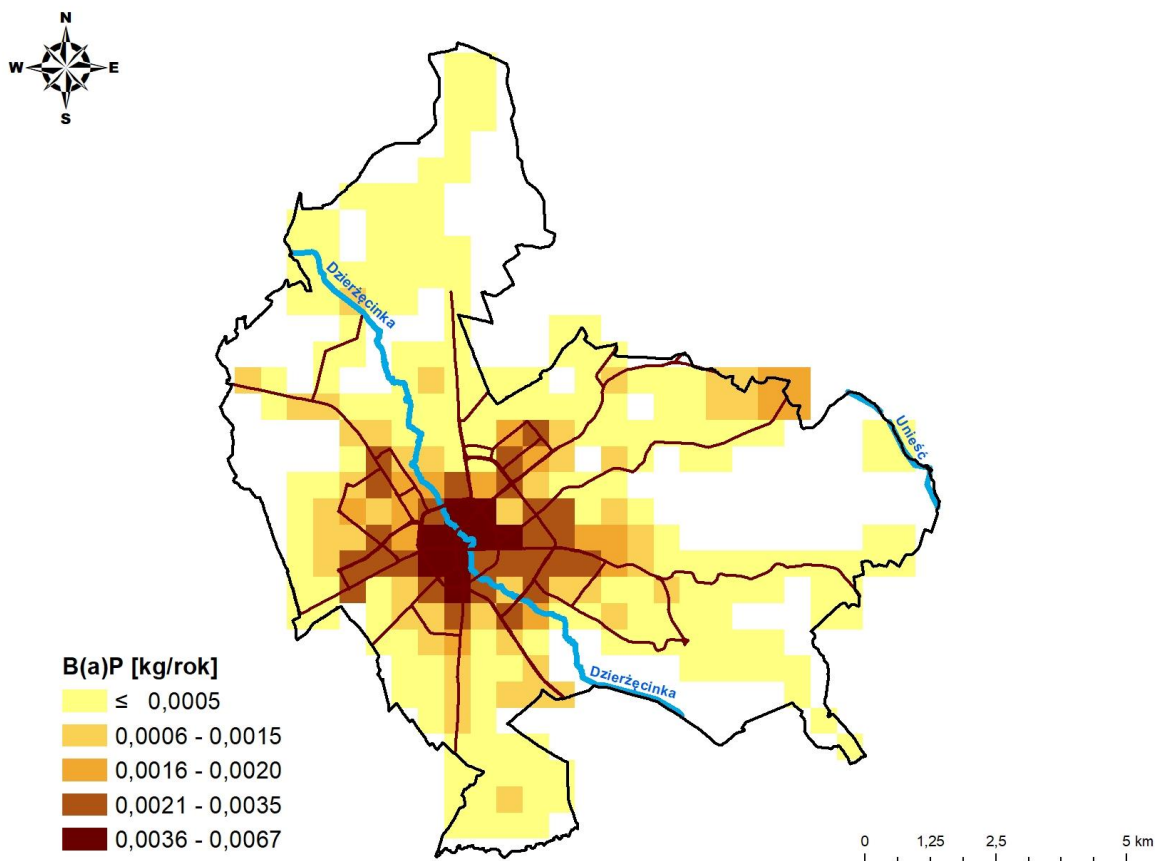 N
W E
S
Dzierżęcinka
Unieść
Dzierżęcinka
B(a)P [kg/rok]
≤ 0,0005
0,0006 - 0,0015
0,0016 - 0,0020
0,0021 - 0,0035
0,0036 - 0,0067
0 1,25 2,5 5 km